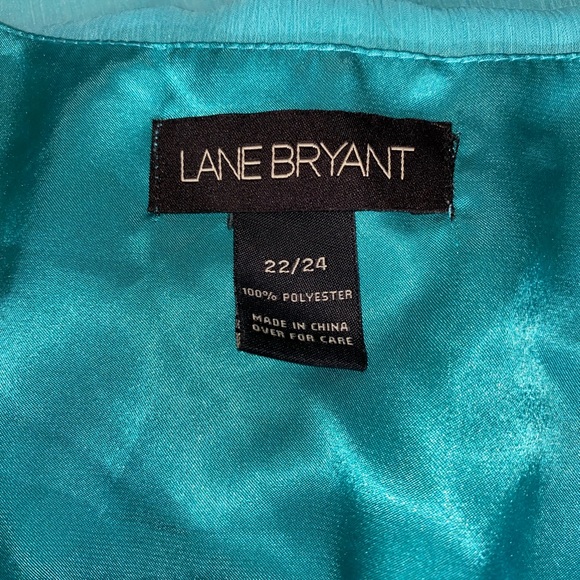 LANE BRYANT
22/24
100% POLYESTER
MADE IN CHINA
OVER FOR CARE